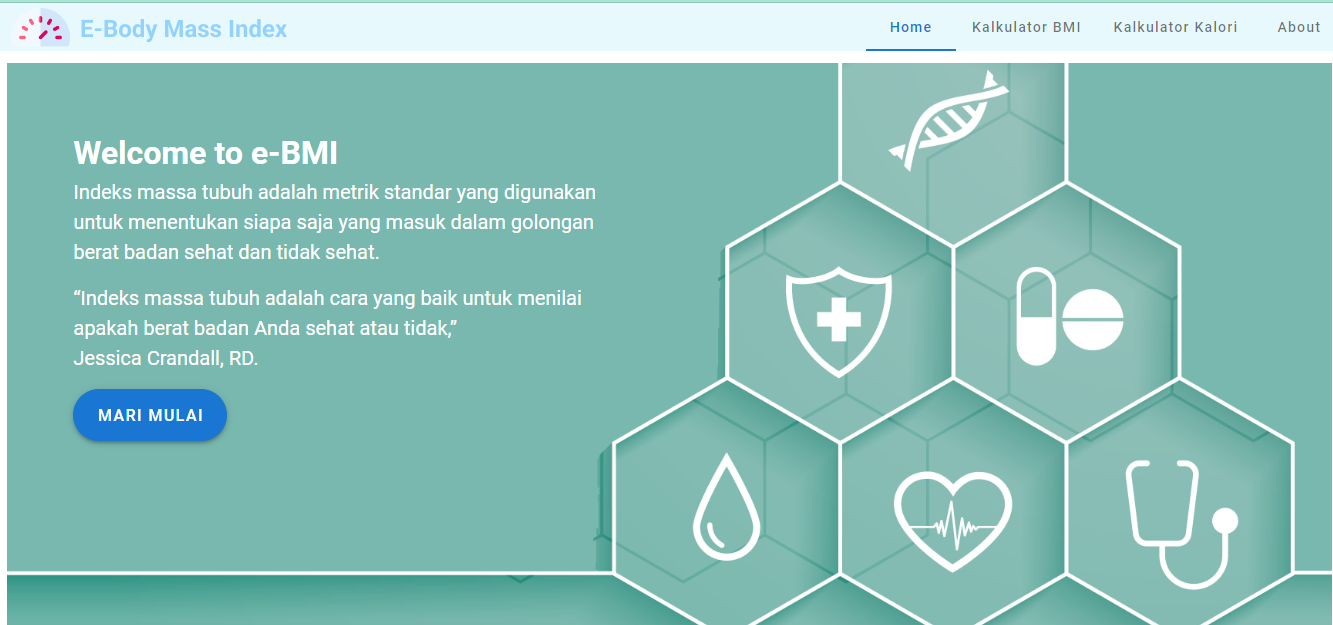 E-Body Mass Index
Home
Kalkulator BMI
Kalkulator Kalori
About
Welcome to e-BMI
Indeks massa tubuh adalah metrik standar yang digunakan
untuk menentukan siapa saja yang masuk dalam golongan
berat badan sehat dan tidak sehat.
“Indeks massa tubuh adalah cara yang baik untuk menilai
apakah berat badan Anda sehat atau tidak,”
Jessica Crandall, RD.
MARI MULAI